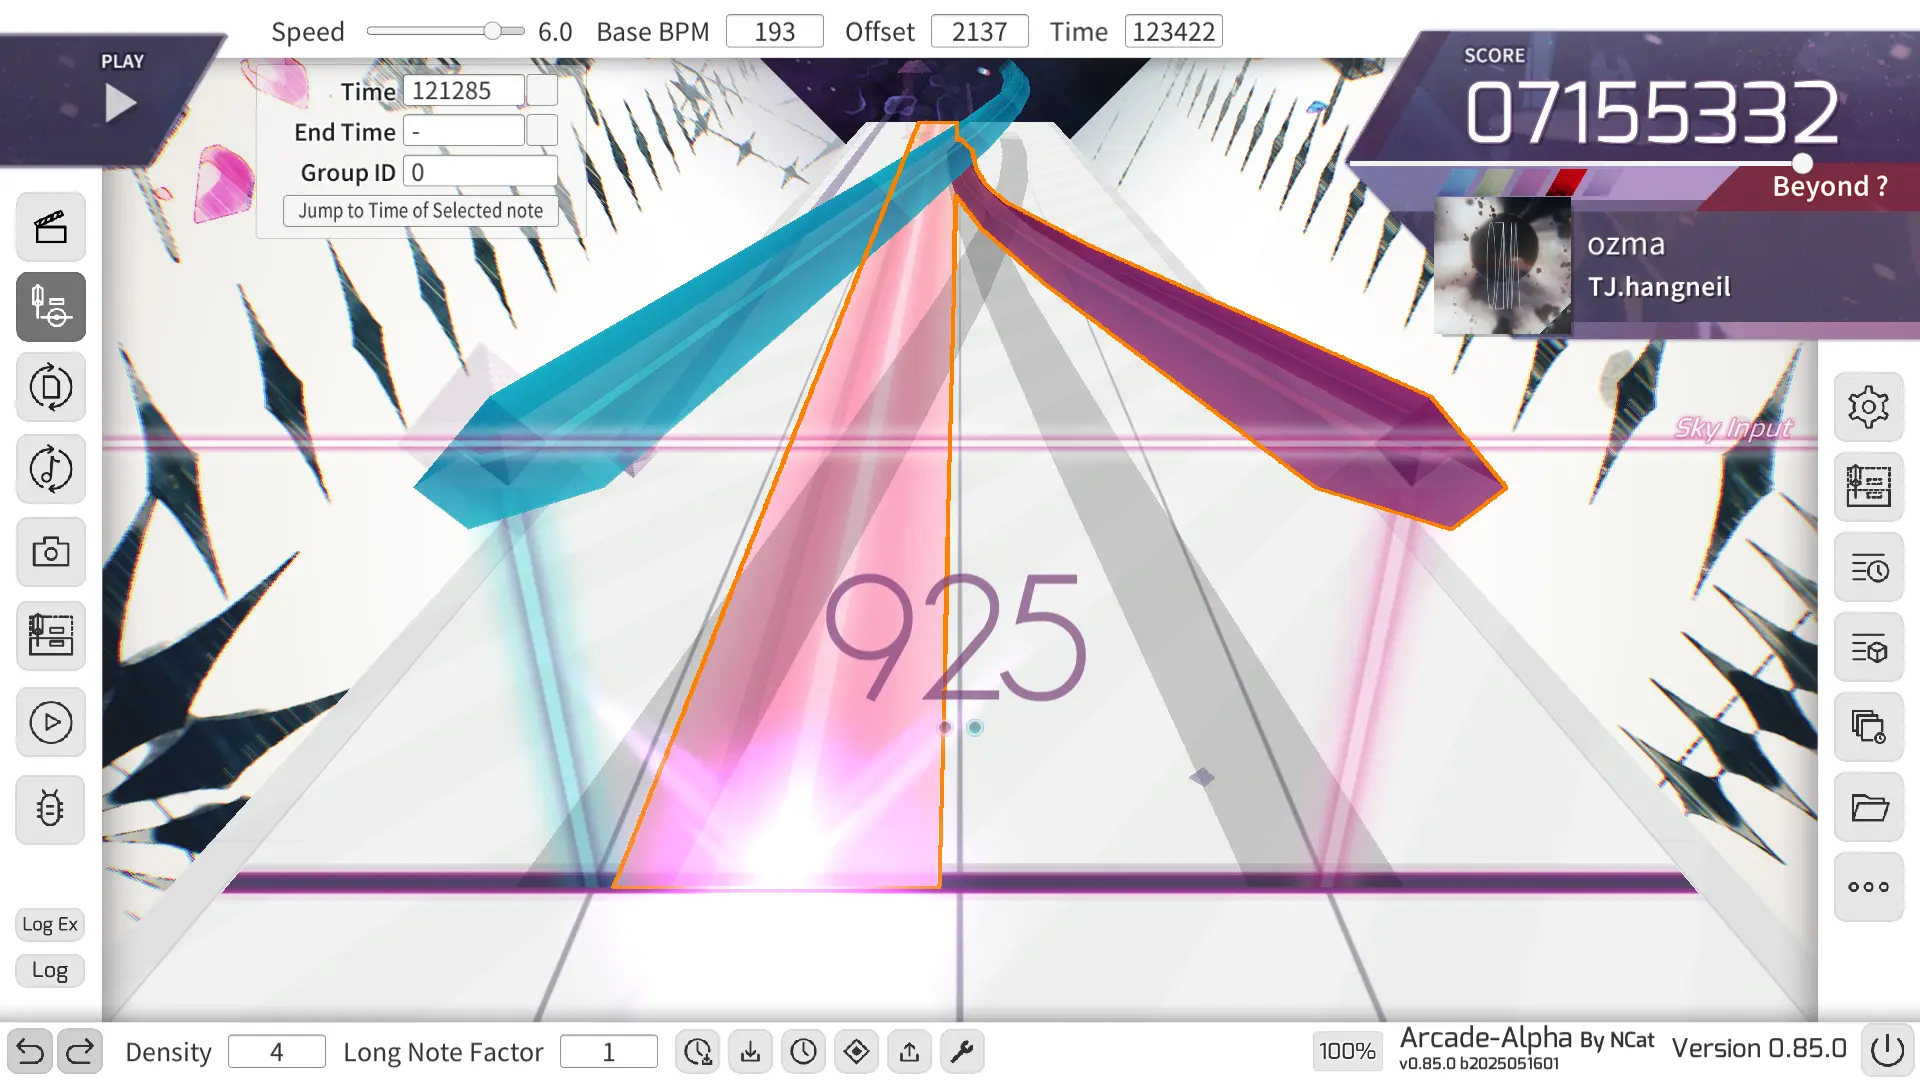 Speed 6.0 Base BPM 193 Offset 2137 Time 123422
PLAY
SCORE
07155332
Beyond ?
ozma
TJ.hangneil
Time 121285
End Time -
Group ID 0
Jump to Time of Selected note
Sky Input
925
Log Ex
Log
Density 4 Long Note Factor 1
100%
Arcade-Alpha By NCat
v0.85.0 b2025051601
Version 0.85.0